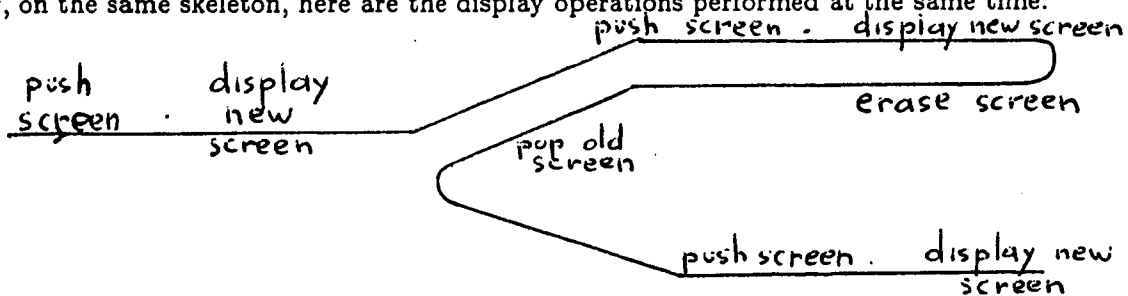 , on the same skeleton, here are the display operations performed at the same time.
push screen . display new screen
push display
screen . new
screen
erase screen
pop old
screen
push screen . display new
screen